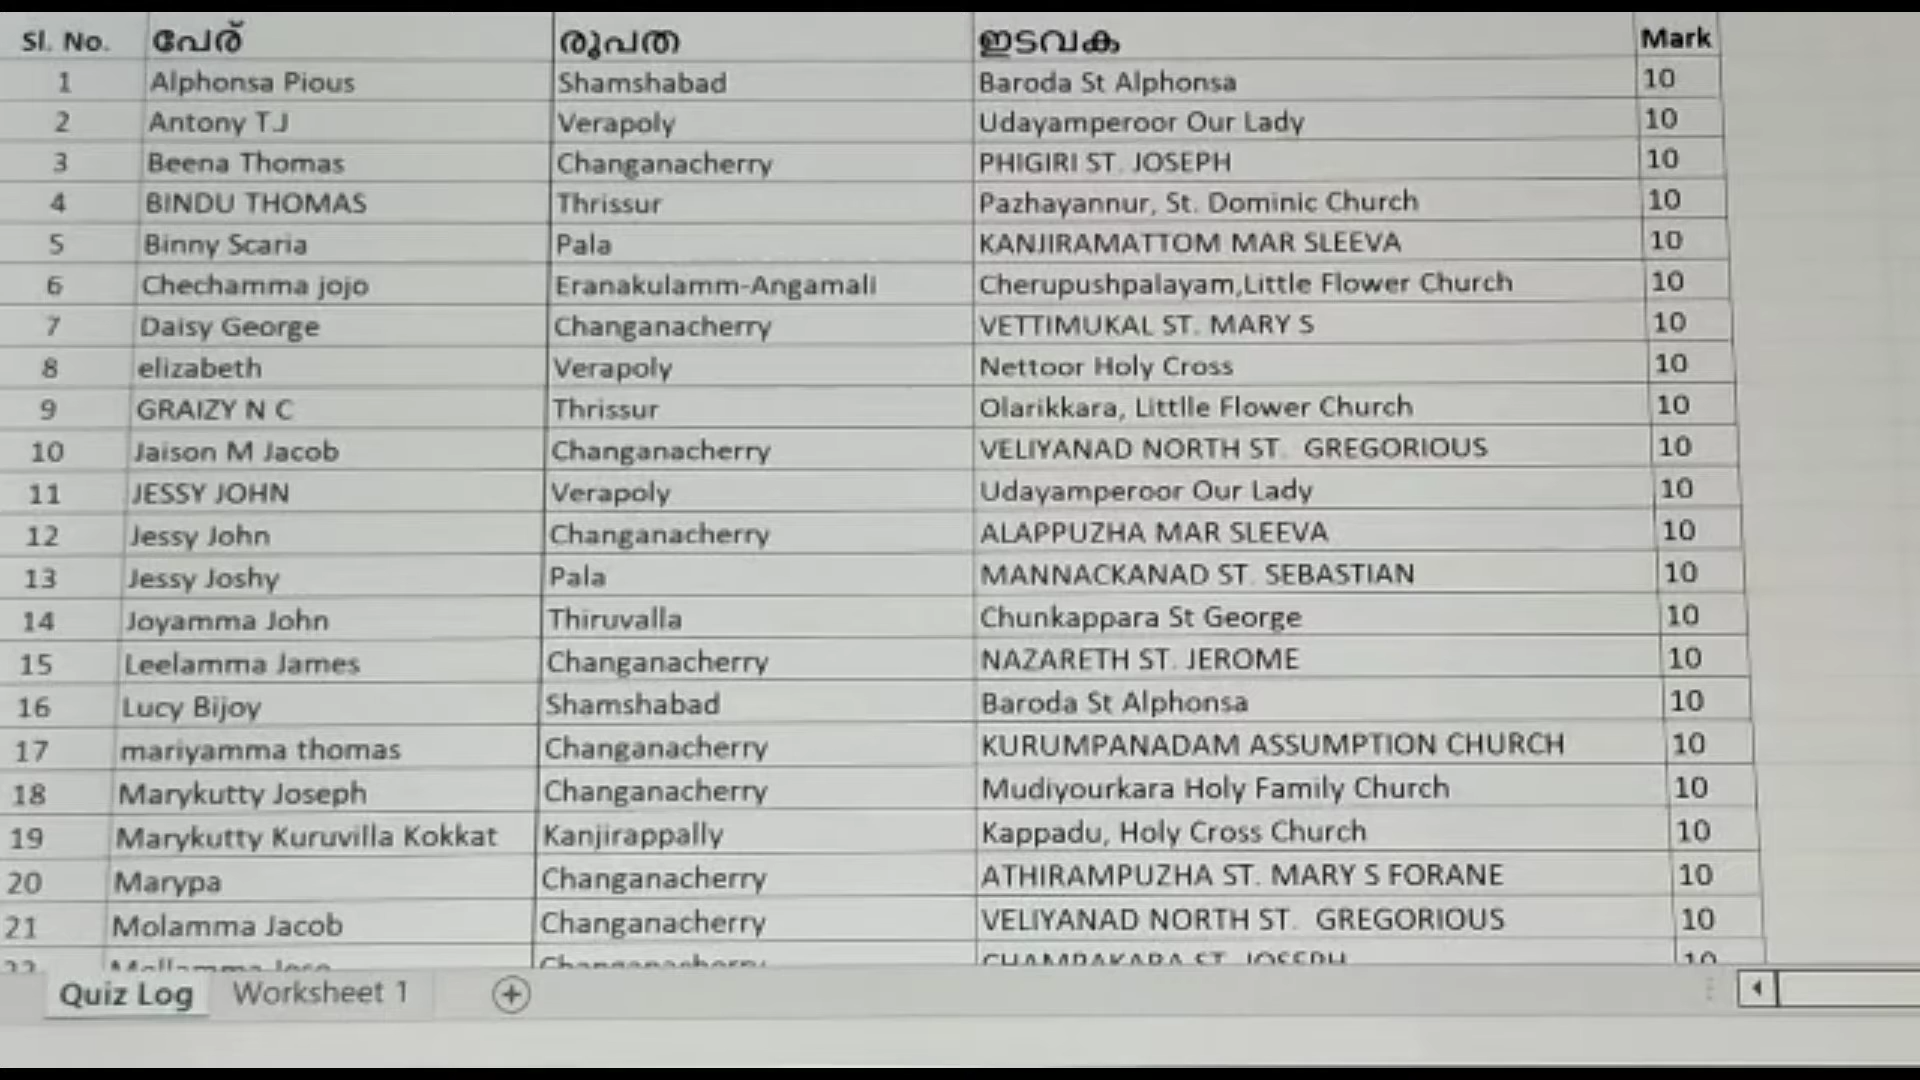 Sl. No. പേര് രൂപത ഇടവക Mark
1 Alphonsa Pious Shamshabad Baroda St Alphonsa 10
2 Antony T.J Verapoly Udayamperoor Our Lady 10
3 Beena Thomas Changanacherry PHIGIRI ST. JOSEPH 10
4 BINDU THOMAS Thrissur Pazhayannur, St. Dominic Church 10
5 Binny Scaria Pala KANJIRAMATTOM MAR SLEEVA 10
6 Chechamma jojo Eranakulamm-Angamali Cherupushpalayam,Little Flower Church 10
7 Daisy George Changanacherry VETTIMUKAL ST. MARY S 10
8 elizabeth Verapoly Nettoor Holy Cross 10
9 GRAIZY N C Thrissur Olarikkara, Littlle Flower Church 10
10 Jaison M Jacob Changanacherry VELIYANAD NORTH ST.  GREGORIOUS 10
11 JESSY JOHN Verapoly Udayamperoor Our Lady 10
12 Jessy John Changanacherry ALAPPUZHA MAR SLEEVA 10
13 Jessy Joshy Pala MANNACKANAD ST. SEBASTIAN 10
14 Joyamma John Thiruvalla Chunkappara St George 10
15 Leelamma James Changanacherry NAZARETH ST. JEROME 10
16 Lucy Bijoy Shamshabad Baroda St Alphonsa 10
17 mariyamma thomas Changanacherry KURUMPANADAM ASSUMPTION CHURCH 10
18 Marykutty Joseph Changanacherry Mudiyourkara Holy Family Church 10
19 Marykutty Kuruvilla Kokkat Kanjirappally Kappadu, Holy Cross Church 10
20 Marypa Changanacherry ATHIRAMPUZHA ST. MARY S FORANE 10
21 Molamma Jacob Changanacherry VELIYANAD NORTH ST.  GREGORIOUS 10
22 Changanacherry CHAMPAKARA ST. JOSEPH 10
Quiz Log Worksheet 1